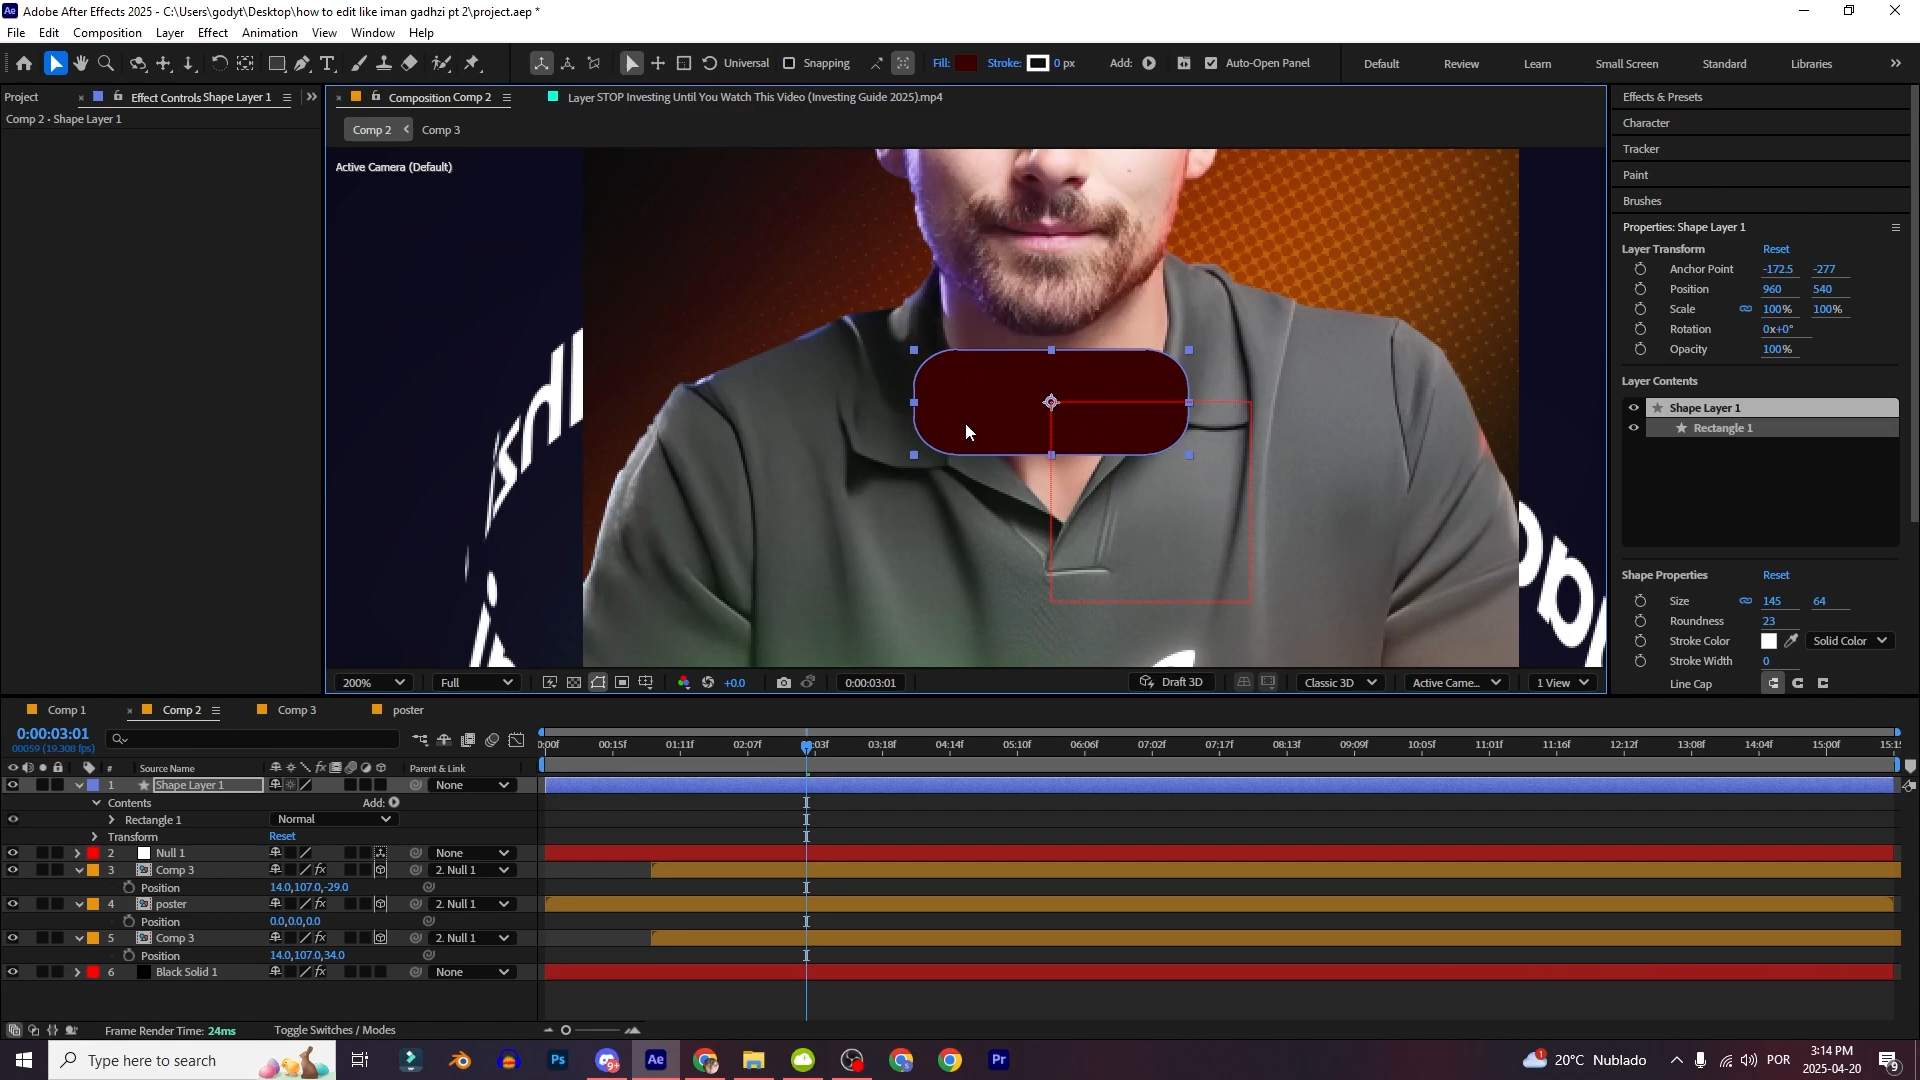 Adobe After Effects 2025 - C:\Users\godyt\Desktop\how to edit like iman gadhzi pt 2\project.aep *
File Edit Composition Layer Effect Animation View Window Help
Universal Snapping Fill: Stroke: 0 px Add: Auto-Open Panel Default Review Learn Small Screen Standard Libraries
Project Effect Controls Shape Layer 1 Composition Comp 2 Layer STOP Investing Until You Watch This Video (Investing Guide 2025).mp4
Comp 2 • Shape Layer 1
Comp 2 Comp 3
Active Camera (Default)
Effects & Presets
Character
Tracker
Paint
Brushes
Properties: Shape Layer 1
Layer Transform Reset
Anchor Point -172.5 -277
Position 960 540
Scale 100% 100%
Rotation 0x+0°
Opacity 100%
Layer Contents
Shape Layer 1
Rectangle 1
Shape Properties Reset
Size 145 64
Roundness 23
Stroke Color Solid Color
Stroke Width 0
Line Cap
200% Full +0.0 0:00:03:01 Draft 3D Classic 3D Active Came... 1 View
Comp 1 Comp 2 Comp 3 poster
0:00:03:01
00059 (19.308 fps)
0:00f 00:15f 01:11f 02:07f 03:03f 03:18f 04:14f 05:10f 06:06f 07:02f 07:17f 08:13f 09:09f 10:05f 11:01f 11:16f 12:12f 13:08f 14:04f 15:00f 15:15
# Source Name Parent & Link
1 Shape Layer 1 None
Contents Add:
Rectangle 1 Normal
Transform Reset
2 Null 1 None
3 Comp 3 fx 2. Null 1
Position 14.0,107.0,-29.0
4 poster 2. Null 1
Position 0.0,0.0,0.0
5 Comp 3 fx 2. Null 1
Position 14.0,107.0,34.0
6 Black Solid 1 fx None
Frame Render Time: 24ms Toggle Switches / Modes
Type here to search Ps 9+ Ae Pr 20°C Nublado POR 3:14 PM
2025-04-20 9